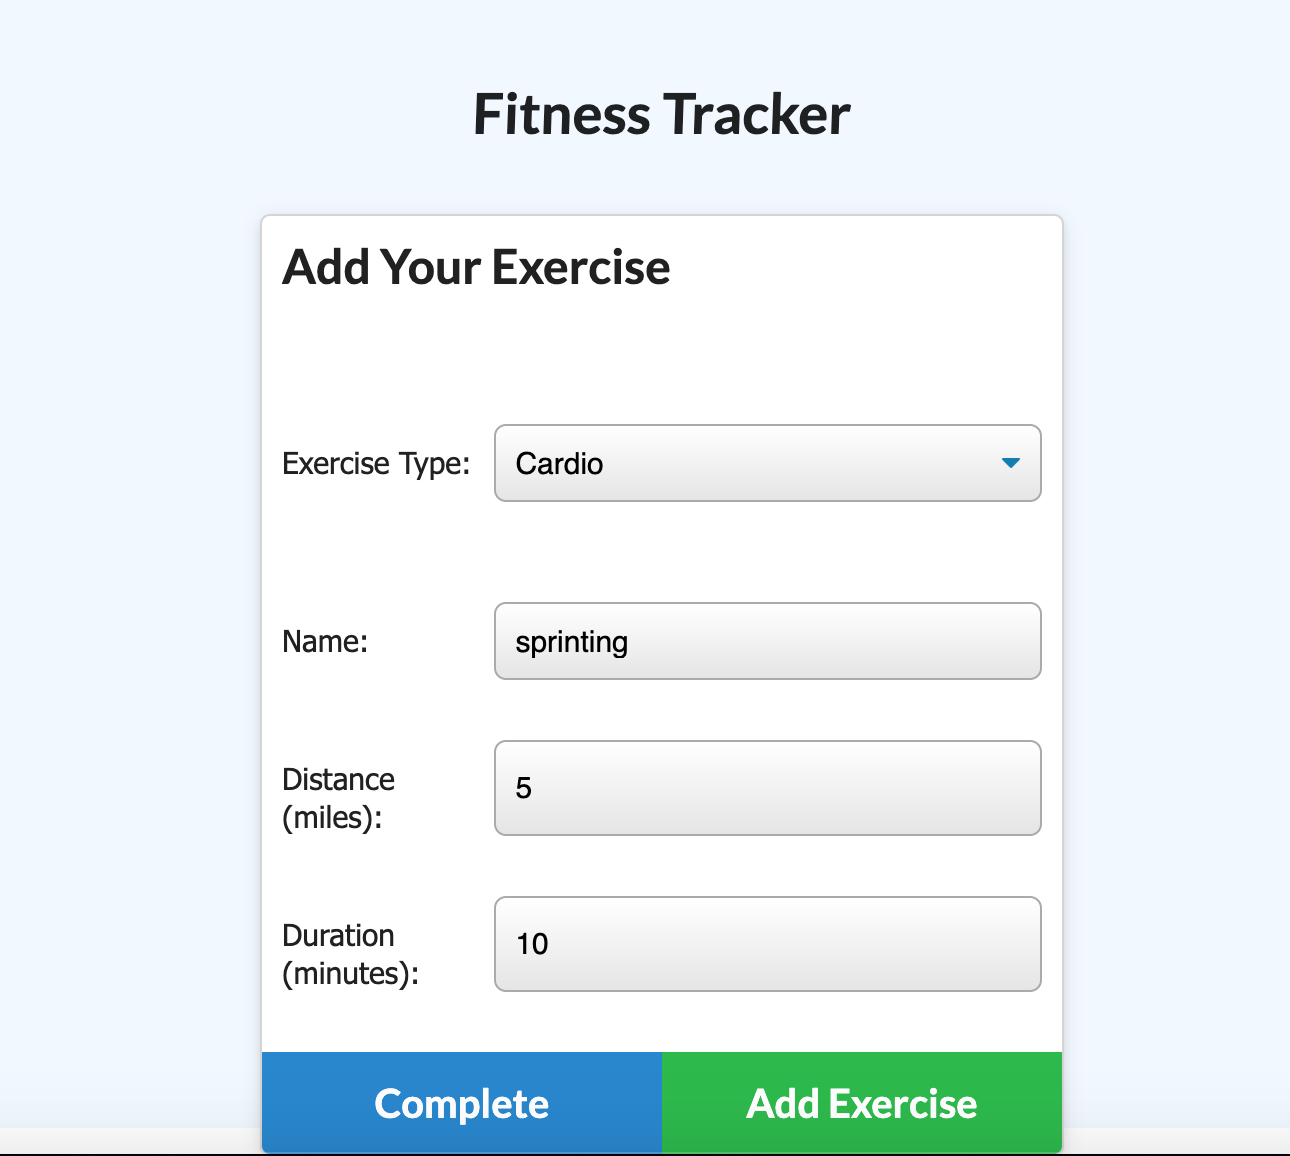 Fitness Tracker
Add Your Exercise
Exercise Type: Cardio
Name: sprinting
Distance
(miles): 5
Duration
(minutes): 10
Complete Add Exercise